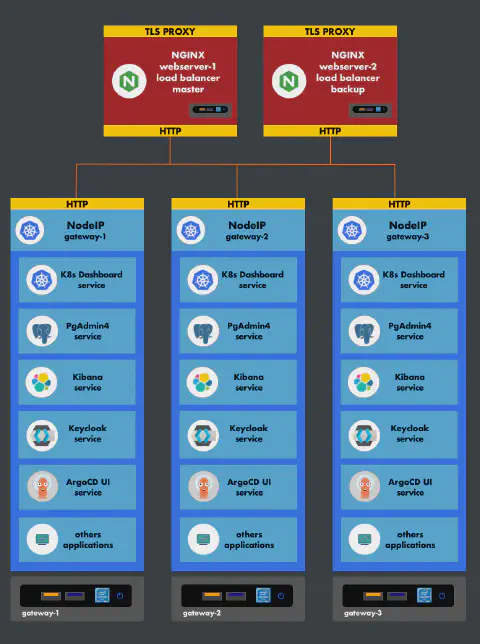 TLS PROXY
NGINX
webserver-1
load balancer
master
HTTP
TLS PROXY
NGINX
webserver-2
load balancer
backup
HTTP
HTTP
NodeIP
gateway-1
K8s Dashboard
service
PgAdmin4
service
Kibana
service
Keycloak
service
ArgoCD UI
service
others
applications
gateway-1
HTTP
NodeIP
gateway-2
K8s Dashboard
service
PgAdmin4
service
Kibana
service
Keycloak
service
ArgoCD UI
service
others
applications
gateway-2
HTTP
NodeIP
gateway-3
K8s Dashboard
service
PgAdmin4
service
Kibana
service
Keycloak
service
ArgoCD UI
service
others
applications
gateway-3